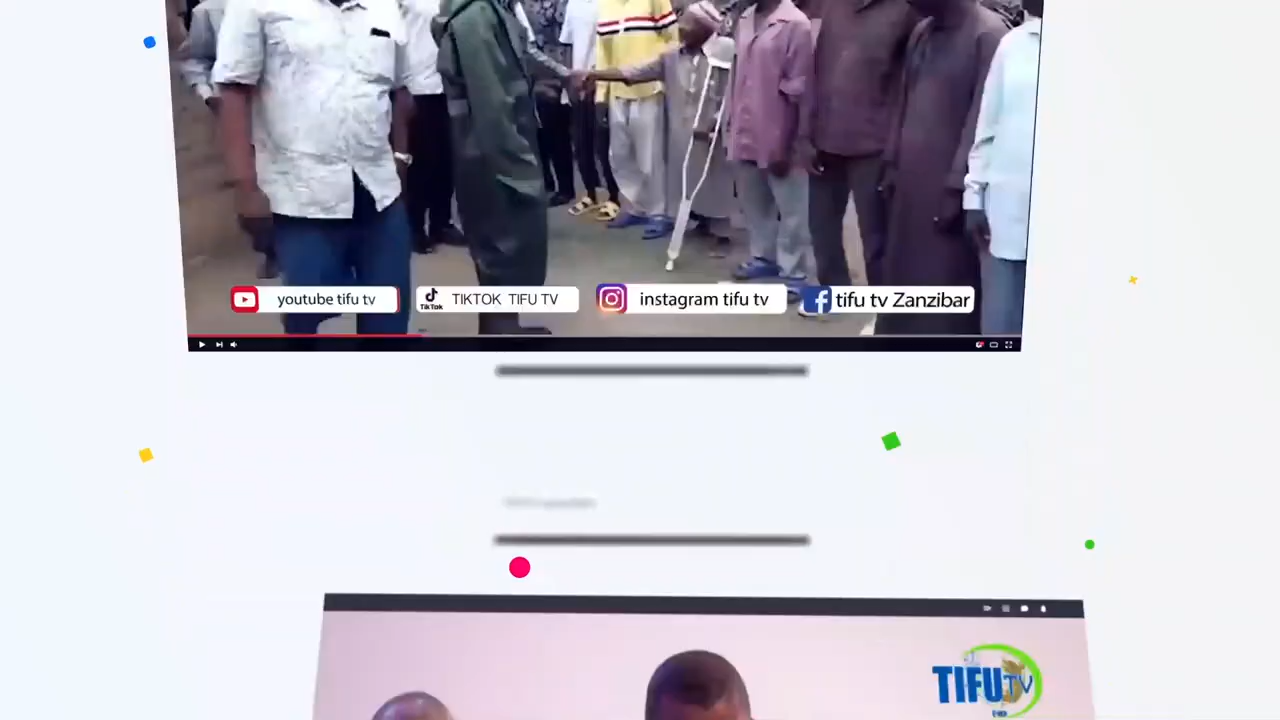 youtube tifu tv
TikTok
TIKTOK TIFU TV
instagram tifu tv
tifu tv Zanzibar
TIFU TV